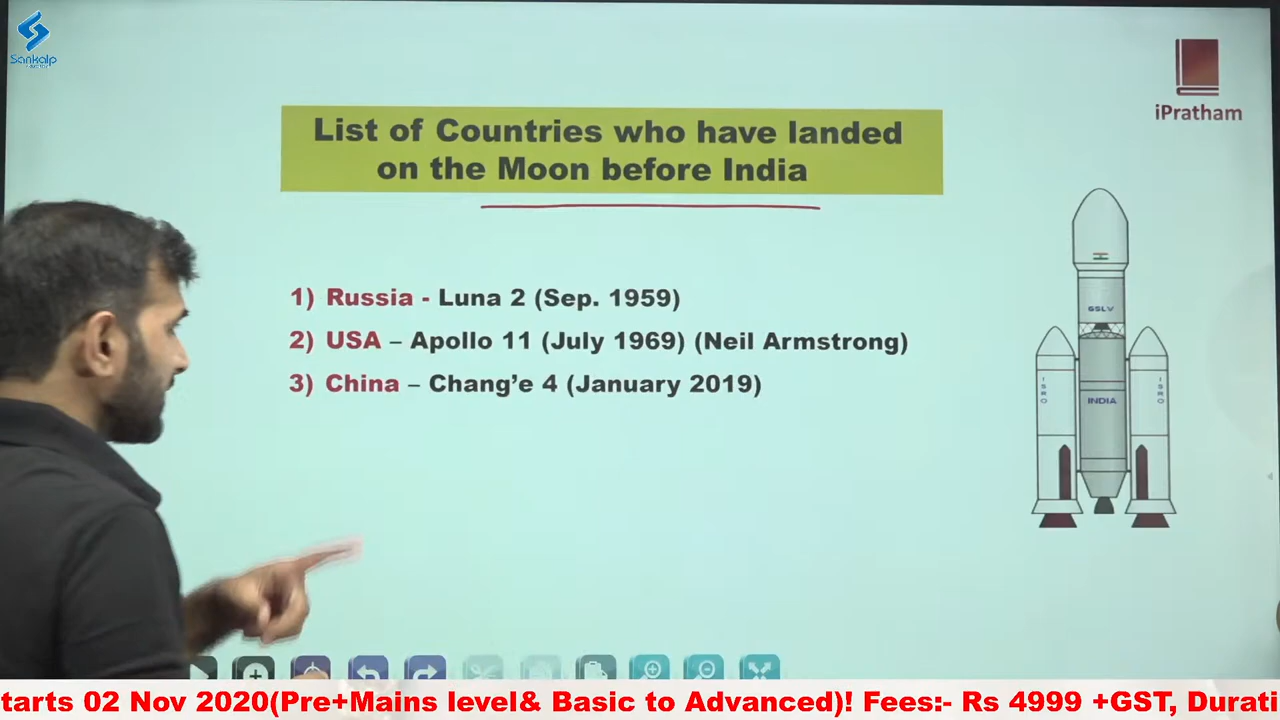 Sankalp
iPratham
List of Countries who have landed
on the Moon before India
1) Russia - Luna 2 (Sep. 1959)
2) USA – Apollo 11 (July 1969) (Neil Armstrong)
3) China – Chang’e 4 (January 2019)
GSLV
ISRO
INDIA
ISRO
tarts 02 Nov 2020(Pre+Mains level& Basic to Advanced)! Fees:- Rs 4999 +GST, Durati